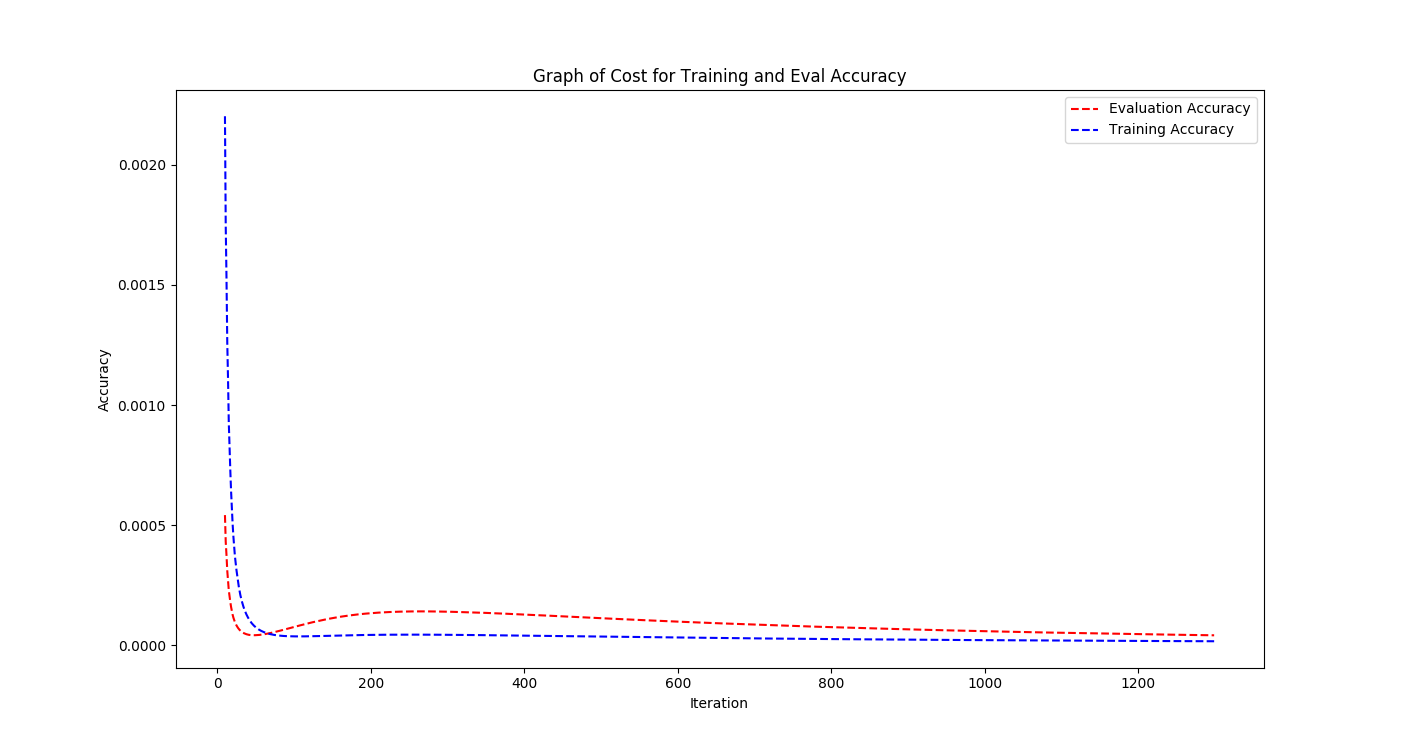 Graph of Cost for Training and Eval Accuracy
Evaluation Accuracy
Training Accuracy
0.0020
0.0015
0.0010
0.0005
0.0000
Accuracy
0 200 400 600 800 1000 1200
Iteration